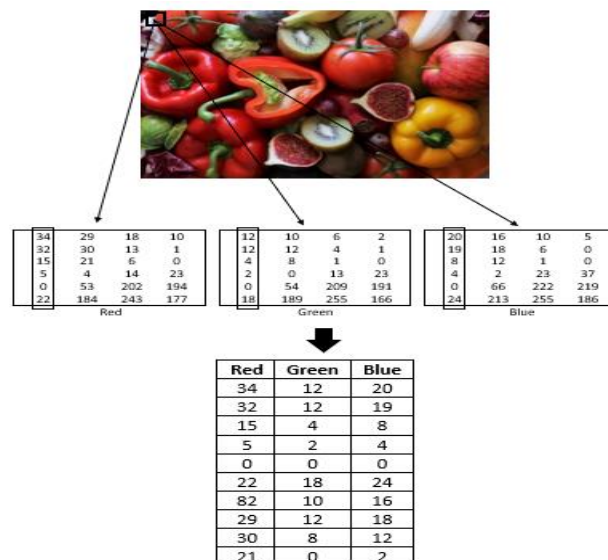 34 29 18 10
32 30 13 1
15 21 6 0
5 4 14 23
0 53 202 194
22 184 243 177
Red
12 10 6 2
12 12 4 1
4 8 1 0
2 0 13 23
0 54 209 191
18 189 255 166
Green
20 16 10 5
19 18 6 0
8 12 1 0
4 2 23 37
0 66 222 219
24 213 255 186
Blue
Red Green Blue
34 12 20
32 12 19
15 4 8
5 2 4
0 0 0
22 18 24
82 10 16
29 12 18
30 8 12
21 0 2